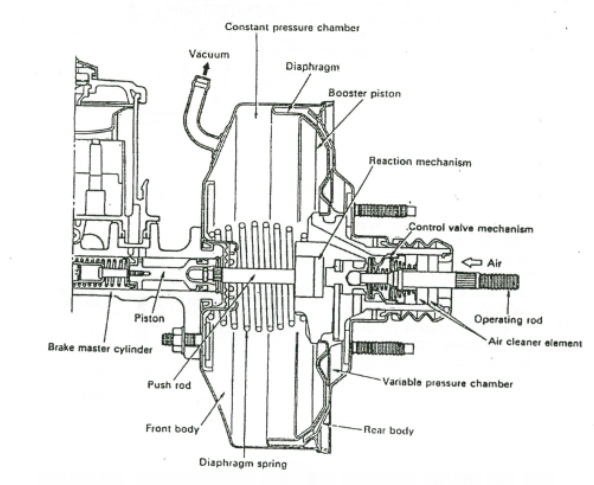 Constant pressure chamber
Vacuum
Diaphragm
Booster piston
Reaction mechanism
Control valve mechanism
Air
Piston
Operating rod
Brake master cylinder
Air cleaner element
Push rod
Variable pressure chamber
Front body
Rear body
Diaphragm spring